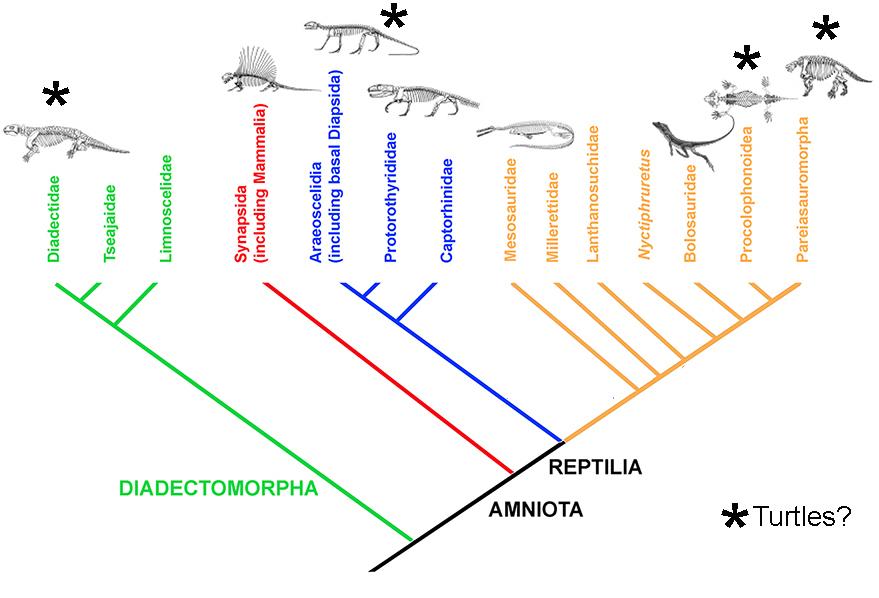 Diadectidae
Tseajaidae
Limnoscelidae
Synapsida
(including Mammalia)
Araeoscelidia
(including basal Diapsida)
Protorothyrididae
Captorhinidae
Mesosauridae
Millerettidae
Lanthanosuchidae
Nyctiphruretus
Bolosauridae
Procolophonoidea
Pareiasauromorpha
REPTILIA
DIADECTOMORPHA
AMNIOTA
* Turtles?